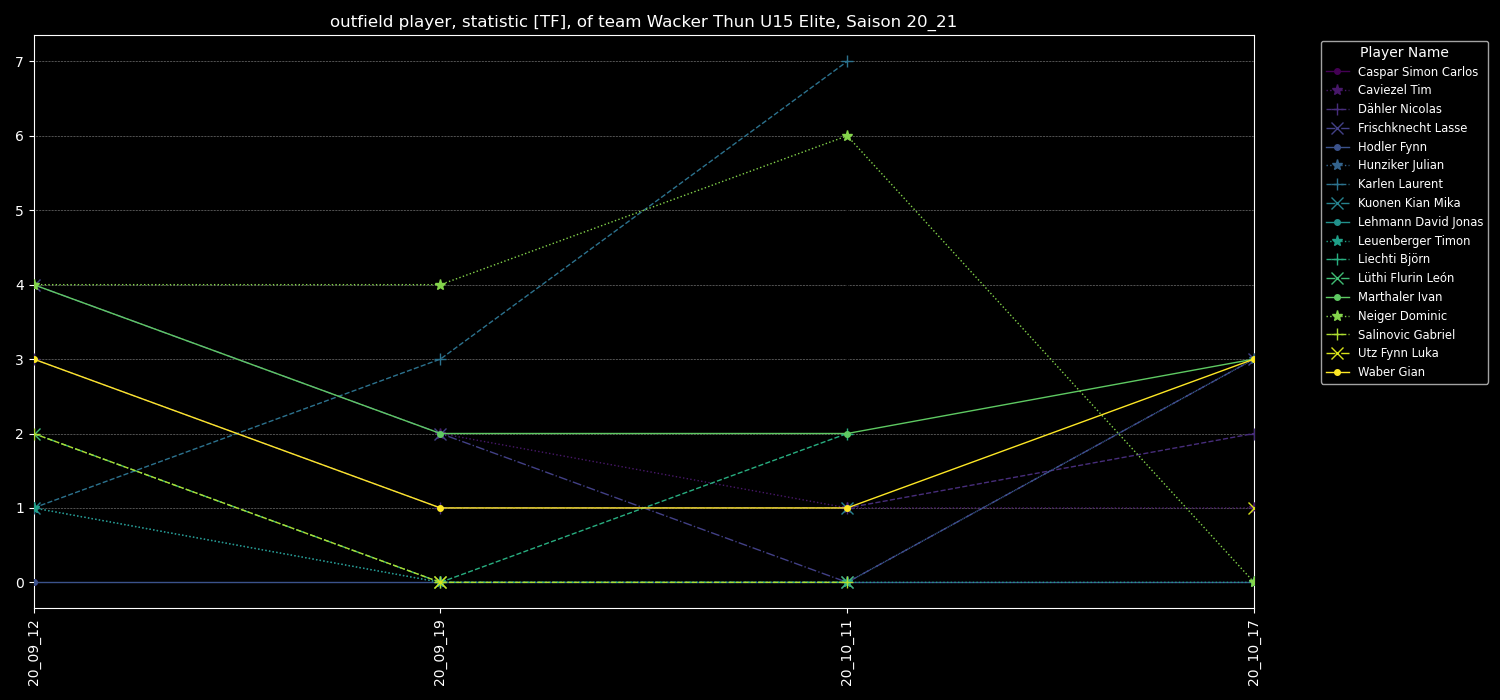 outfield player, statistic [TF], of team Wacker Thun U15 Elite, Saison 20_21
7
6
5
4
3
2
1
0
20_09_12
20_09_19
20_10_11
20_10_17
Player Name
Caspar Simon Carlos
Caviezel Tim
Dähler Nicolas
Frischknecht Lasse
Hodler Fynn
Hunziker Julian
Karlen Laurent
Kuonen Kian Mika
Lehmann David Jonas
Leuenberger Timon
Liechti Björn
Lüthi Flurin León
Marthaler Ivan
Neiger Dominic
Salinovic Gabriel
Utz Fynn Luka
Waber Gian